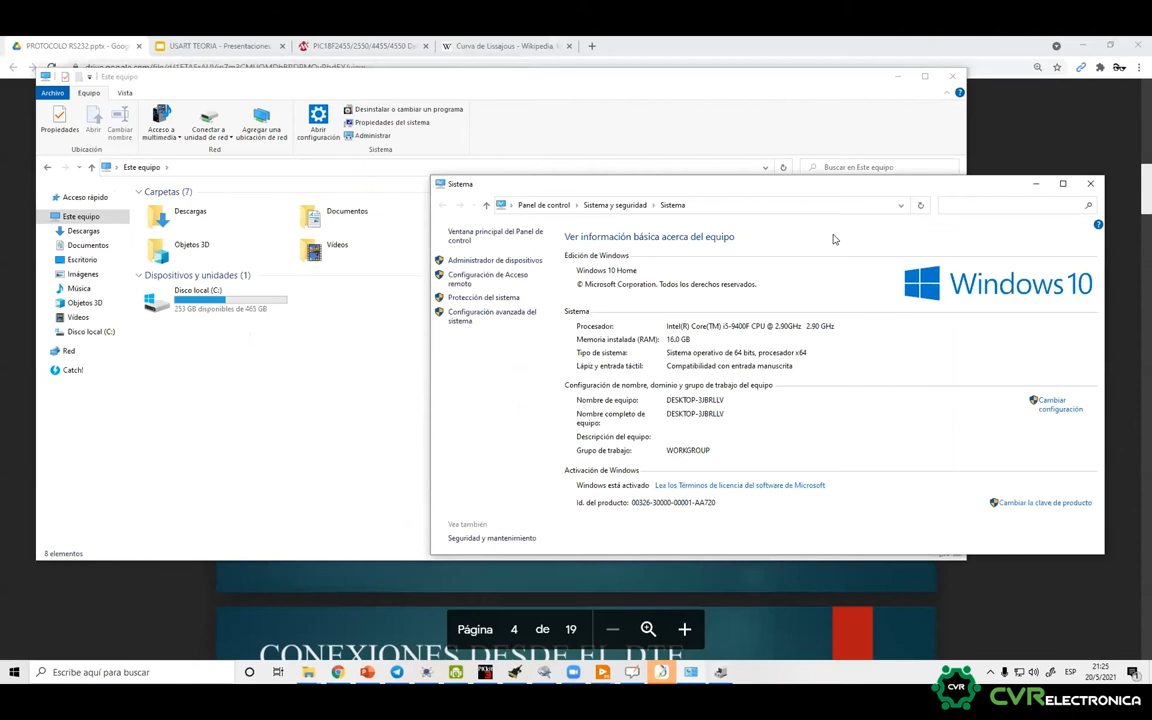 PROTOCOLO RS232.pptx - Goog
USART TEORIA - Presentaciones
PIC18F2455/2550/4455/4550 Da
Curva de Lissajous - Wikipedia,
Este equipo
Archivo
Equipo
Vista
Propiedades
Abrir
Cambiar nombre
Acceso a multimedia
Conectar a unidad de red
Agregar una ubicación de red
Abrir configuración
Desinstalar o cambiar un programa
Propiedades del sistema
Administrar
Ubicación
Red
Sistema
Este equipo
Buscar en Este equipo
Acceso rápido
Este equipo
Descargas
Documentos
Escritorio
Imágenes
Música
Objetos 3D
Vídeos
Disco local (C:)
Red
Catch!
Carpetas (7)
Descargas
Documentos
Objetos 3D
Vídeos
Dispositivos y unidades (1)
Disco local (C:)
253 GB disponibles de 465 GB
8 elementos
Sistema
Panel de control
Sistema y seguridad
Sistema
Ventana principal del Panel de
control
Administrador de dispositivos
Configuración de Acceso
remoto
Protección del sistema
Configuración avanzada del
sistema
Vea también
Seguridad y mantenimiento
Ver información básica acerca del equipo
Edición de Windows
Windows 10 Home
© Microsoft Corporation. Todos los derechos reservados.
Windows 10
Sistema
Procesador: Intel(R) Core(TM) i5-9400F CPU @ 2.90GHz 2.90 GHz
Memoria instalada (RAM): 16.0 GB
Tipo de sistema: Sistema operativo de 64 bits, procesador x64
Lápiz y entrada táctil: Compatibilidad con entrada manuscrita
Configuración de nombre, dominio y grupo de trabajo del equipo
Nombre de equipo: DESKTOP-3JBRLLV
Cambiar
configuración
Nombre completo de
equipo: DESKTOP-3JBRLLV
Descripción del equipo:
Grupo de trabajo: WORKGROUP
Activación de Windows
Windows está activado Lea los Términos de licencia del software de Microsoft
Id. del producto: 00326-30000-00001-AA720
Cambiar la clave de producto
Página 4 de 19
CONEXIONES DESDE EL DTE
Escribe aquí para buscar
ESP
21:25
20/5/2021
CVR
CVRELECTRONICA